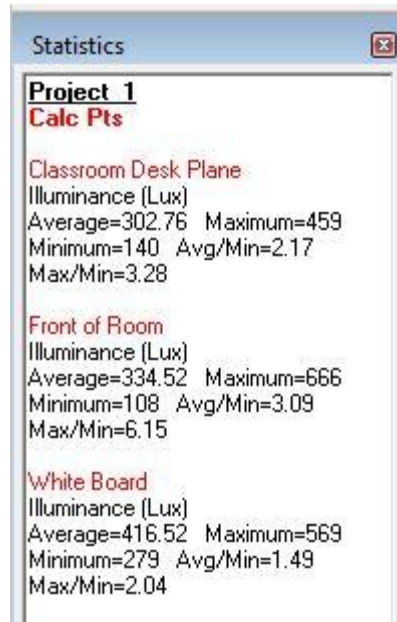 Statistics
Project_1
Calc Pts
Classroom Desk Plane
Illuminance (Lux)
Average=302.76 Maximum=459
Minimum=140 Avg/Min=2.17
Max/Min=3.28
Front of Room
Illuminance (Lux)
Average=334.52 Maximum=666
Minimum=108 Avg/Min=3.09
Max/Min=6.15
White Board
Illuminance (Lux)
Average=416.52 Maximum=569
Minimum=279 Avg/Min=1.49
Max/Min=2.04